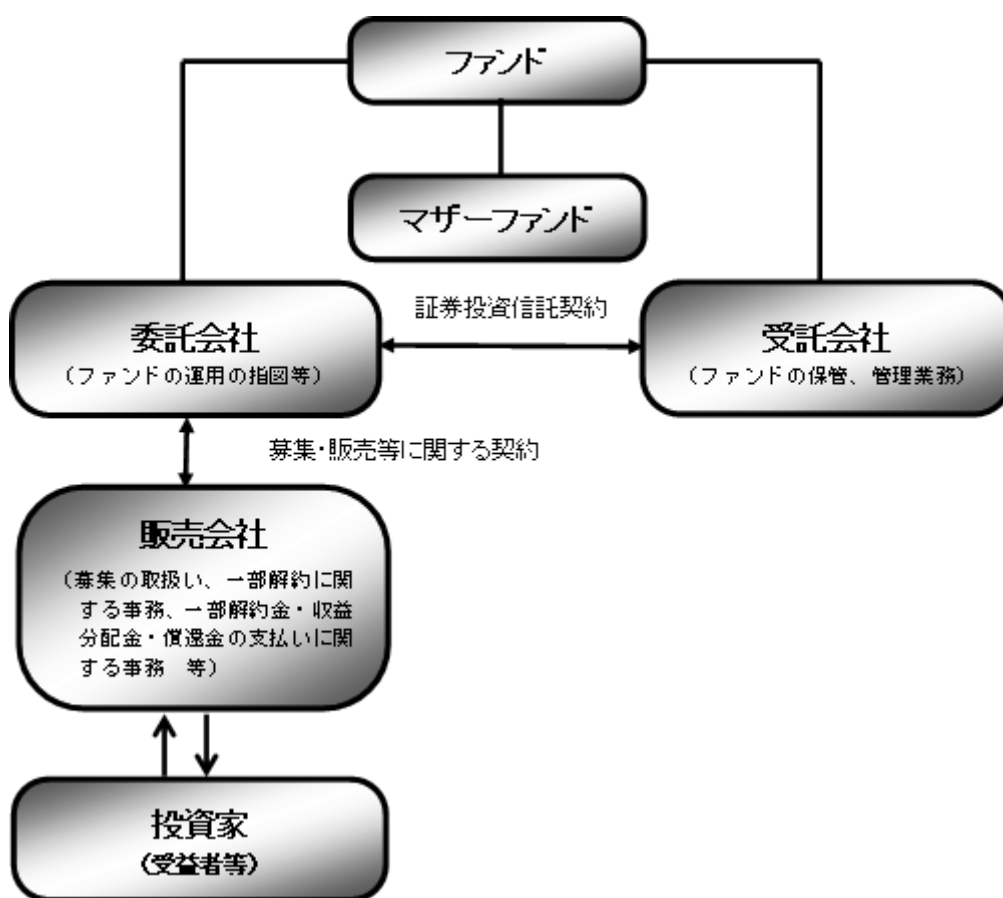 ファンド
マザーファンド
証券投資信託契約
委託会社
（ファンドの運用の指図等）
受託会社
（ファンドの保管、管理業務）
募集・販売等に関する契約
販売会社
（募集の取扱い、一部解約に関
する事務、一部解約金・収益
分配金・償還金の支払いに関
する事務　等）
投資家
（受益者等）